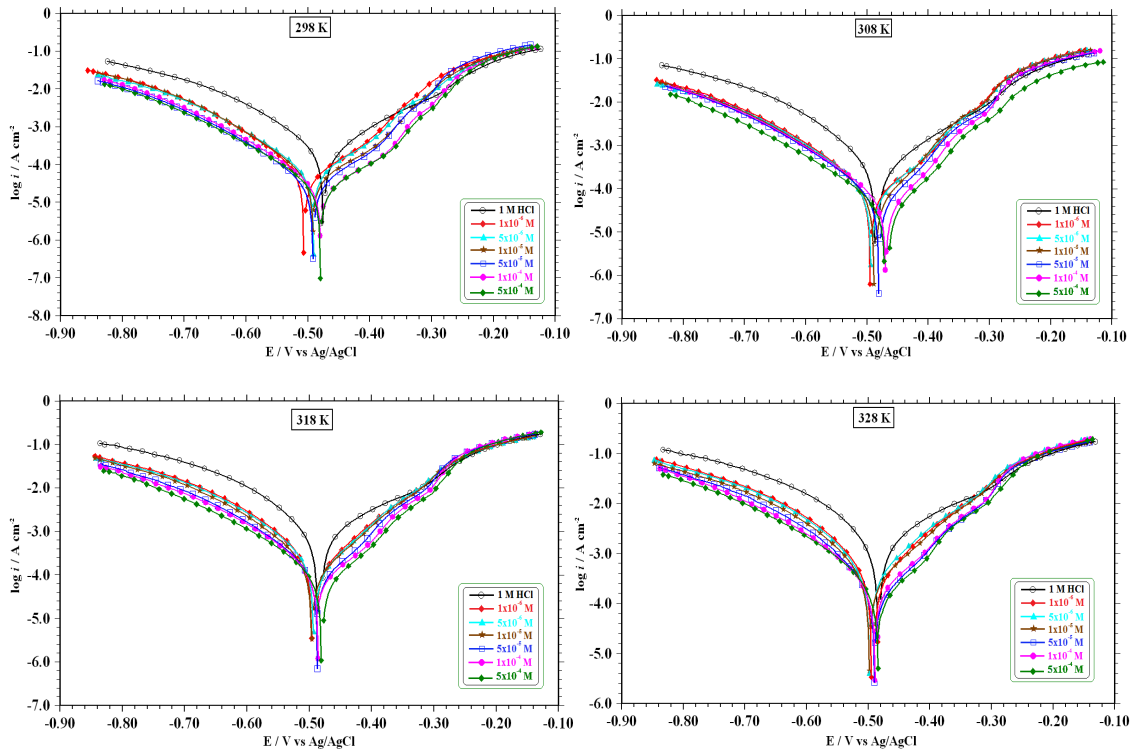 298 K
0
-1.0
-2.0
-3.0
-4.0
-5.0
-6.0
-7.0
-8.0
log i / A cm⁻²
1 M HCl
1x10⁻⁶ M
5x10⁻⁶ M
1x10⁻⁵ M
5x10⁻⁵ M
1x10⁻⁴ M
5x10⁻⁴ M
-0.90 -0.80 -0.70 -0.60 -0.50 -0.40 -0.30 -0.20 -0.10
E / V vs Ag/AgCl
308 K
0
-1.0
-2.0
-3.0
-4.0
-5.0
-6.0
-7.0
log i / A cm⁻²
1 M HCl
1x10⁻⁶ M
5x10⁻⁶ M
1x10⁻⁵ M
5x10⁻⁵ M
1x10⁻⁴ M
5x10⁻⁴ M
-0.90 -0.80 -0.70 -0.60 -0.50 -0.40 -0.30 -0.20 -0.10
E / V vs Ag/AgCl
318 K
0
-1.0
-2.0
-3.0
-4.0
-5.0
-6.0
-7.0
log i / A cm⁻²
1 M HCl
1x10⁻⁶ M
5x10⁻⁶ M
1x10⁻⁵ M
5x10⁻⁵ M
1x10⁻⁴ M
5x10⁻⁴ M
-0.90 -0.80 -0.70 -0.60 -0.50 -0.40 -0.30 -0.20 -0.10
E / V vs Ag/AgCl
328 K
0
-1.0
-2.0
-3.0
-4.0
-5.0
-6.0
log i / A cm⁻²
1 M HCl
1x10⁻⁶ M
5x10⁻⁶ M
1x10⁻⁵ M
5x10⁻⁵ M
1x10⁻⁴ M
5x10⁻⁴ M
-0.90 -0.80 -0.70 -0.60 -0.50 -0.40 -0.30 -0.20 -0.10
E / V vs Ag/AgCl